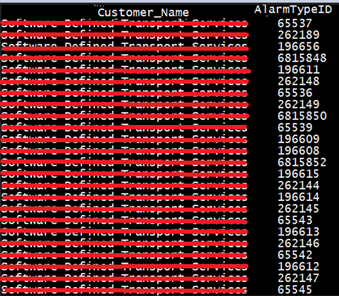 Customer_Name AlarmTypeID
Software Defined Transport Services 65537
Software Defined Transport Services 262189
Software Defined Transport Services 196656
Software Defined Transport Services 6815848
Software Defined Transport Services 196611
Software Defined Transport Services 262148
Software Defined Transport Services 65536
Software Defined Transport Services 262149
Software Defined Transport Services 6815850
Software Defined Transport Services 65539
Software Defined Transport Services 196609
Software Defined Transport Services 196608
Software Defined Transport Services 6815852
Software Defined Transport Services 196615
Software Defined Transport Services 262144
Software Defined Transport Services 196614
Software Defined Transport Services 262145
Software Defined Transport Services 65543
Software Defined Transport Services 196613
Software Defined Transport Services 262146
Software Defined Transport Services 65542
Software Defined Transport Services 196612
Software Defined Transport Services 262147
Software Defined Transport Services 65545